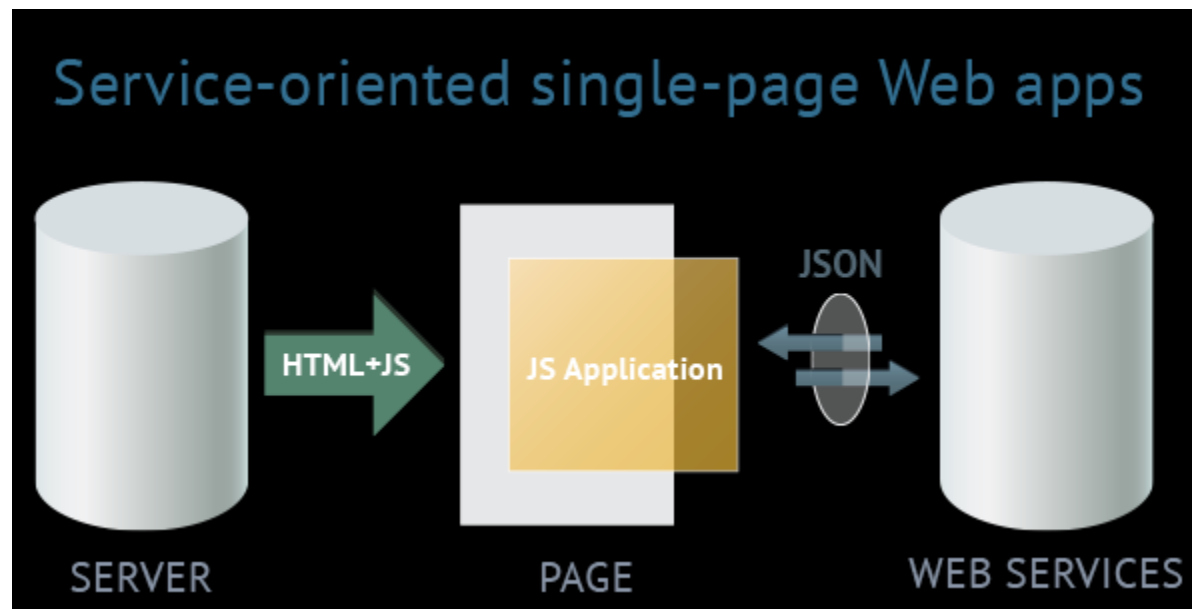 Service-oriented single-page Web apps
HTML+JS
JS Application
JSON
SERVER
PAGE
WEB SERVICES